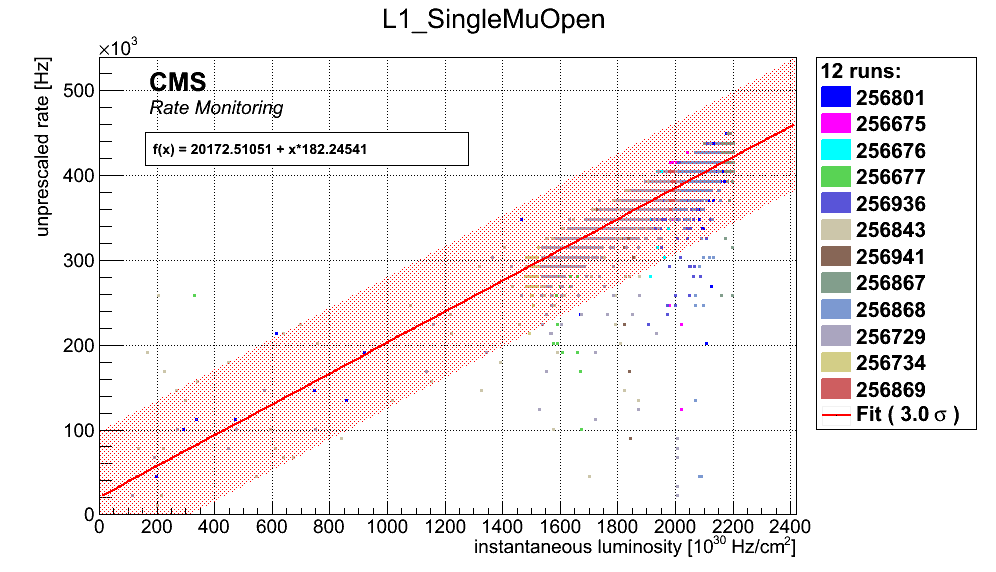 L1_SingleMuOpen
×10³
unprescaled rate [Hz]
500
400
300
200
100
0
CMS
Rate Monitoring
f(x) = 20172.51051 + x*182.24541
0 200 400 600 800 1000 1200 1400 1600 1800 2000 2200 2400
instantaneous luminosity [10³⁰ Hz/cm²]
12 runs:
256801
256675
256676
256677
256936
256843
256941
256867
256868
256729
256734
256869
Fit ( 3.0 σ )